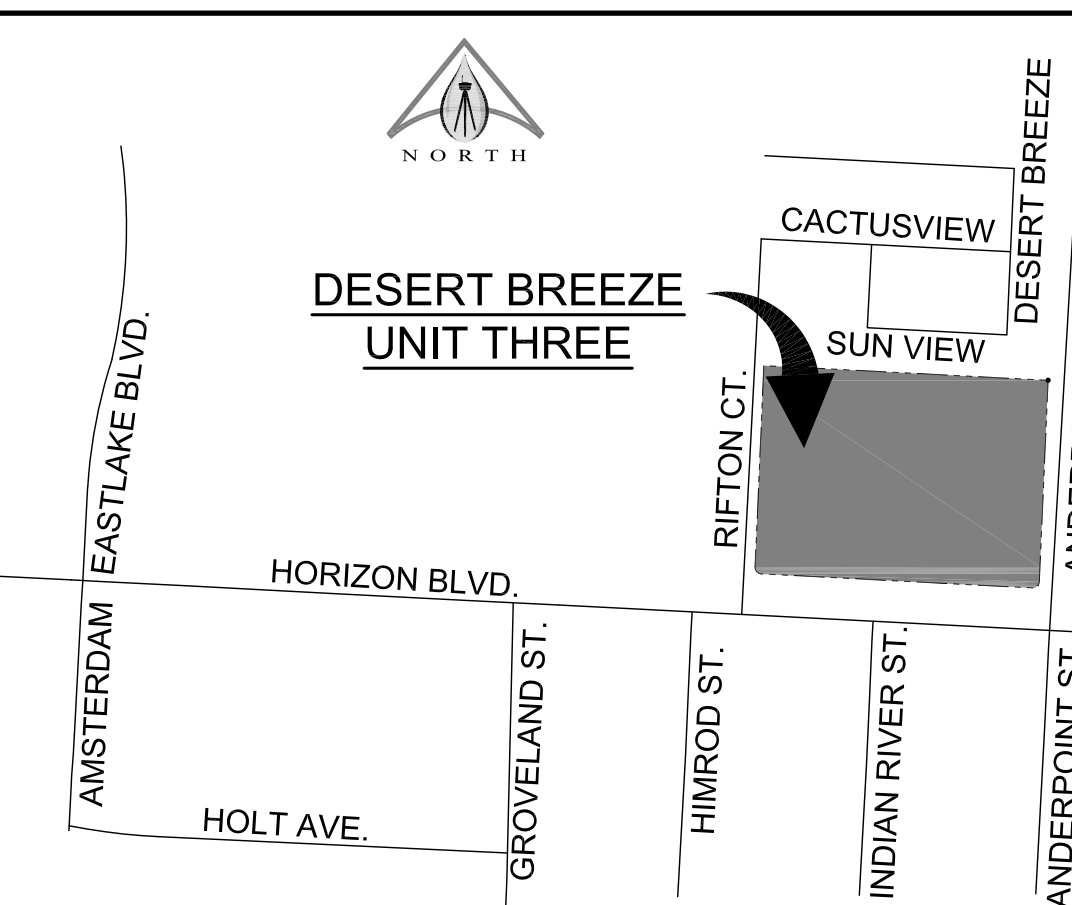 NORTH
DESERT BREEZE
CACTUSVIEW
DESERT BREEZE
UNIT THREE
SUN VIEW
EASTLAKE BLVD.
RIFTON CT.
HORIZON BLVD.
AMSTERDAM
GROVELAND ST.
HIMROD ST.
INDIAN RIVER ST.
ANDERPOINT ST.
HOLT AVE.